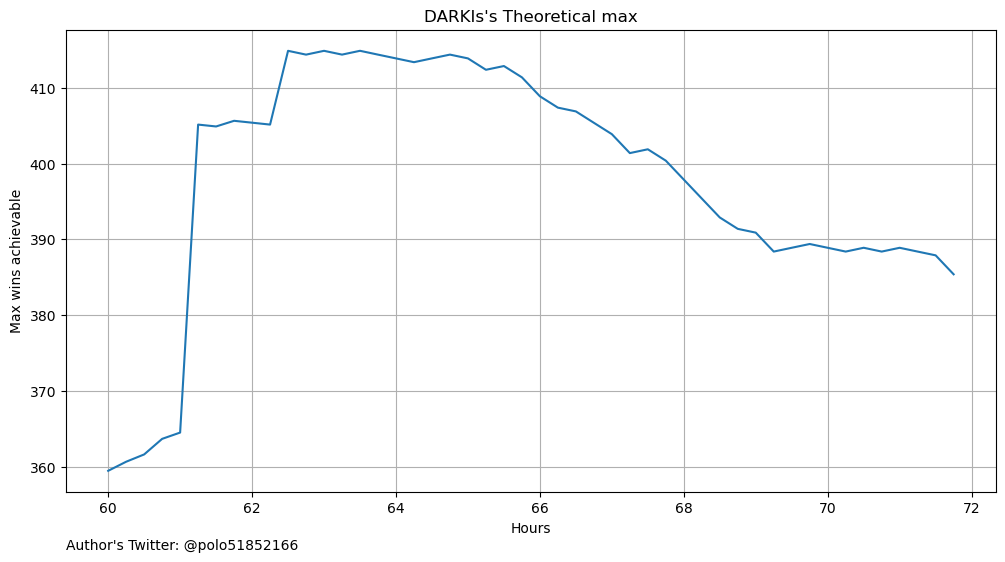 DARKIs's Theoretical max
Max wins achievable
410
400
390
380
370
360
60 62 64 66 68 70 72
Hours
Author's Twitter: @polo51852166